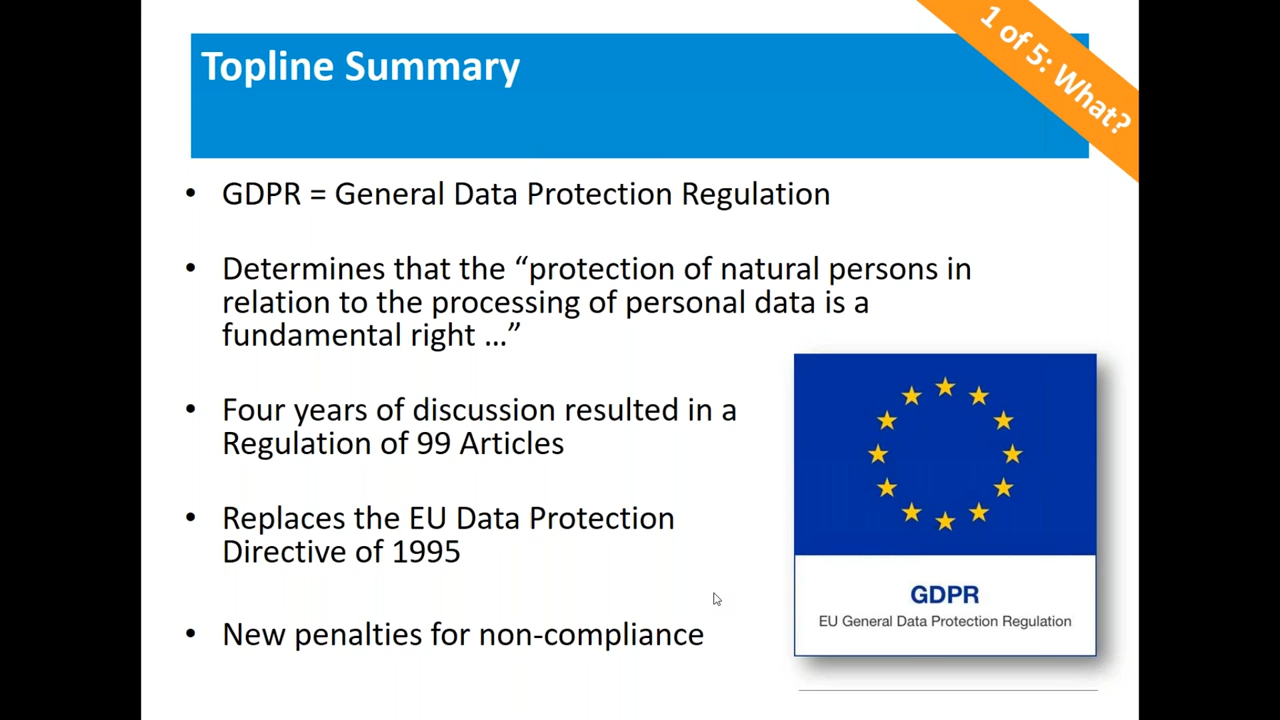 Topline Summary
1 of 5: What?
• GDPR = General Data Protection Regulation
• Determines that the “protection of natural persons in
relation to the processing of personal data is a
fundamental right ...”
• Four years of discussion resulted in a
Regulation of 99 Articles
• Replaces the EU Data Protection
Directive of 1995
• New penalties for non-compliance
GDPR
EU General Data Protection Regulation